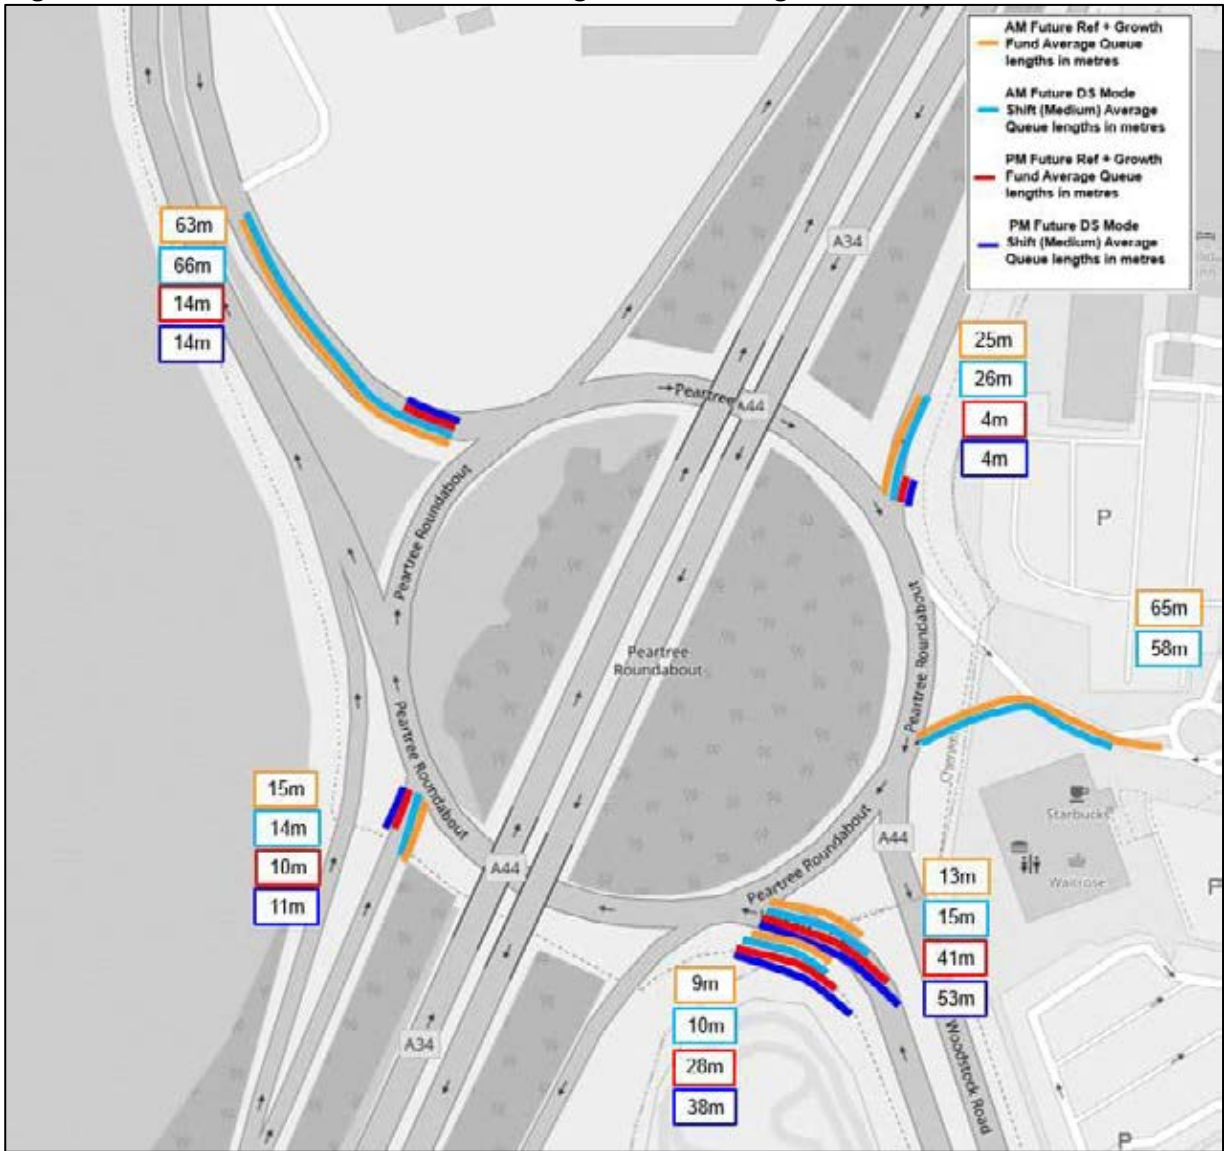 AM Future Ref + Growth
Fund Average Queue
lengths in metres
AM Future DS Mode
Shift (Medium) Average
Queue lengths in metres
PM Future Ref + Growth
Fund Average Queue
lengths in metres
PM Future DS Mode
Shift (Medium) Average
Queue lengths in metres
63m
66m
14m
14m
A34
25m
26m
4m
4m
Peartree
A44
Peartree Roundabout
P
Peartree Roundabout
65m
58m
Peartree
Roundabout
Peartree Roundabout
Starbucks
Waitrose
15m
14m
10m
11m
A44
Peartree Roundabout
A44
P
13m
15m
41m
53m
9m
10m
28m
38m
A34
Woodstock Road
P